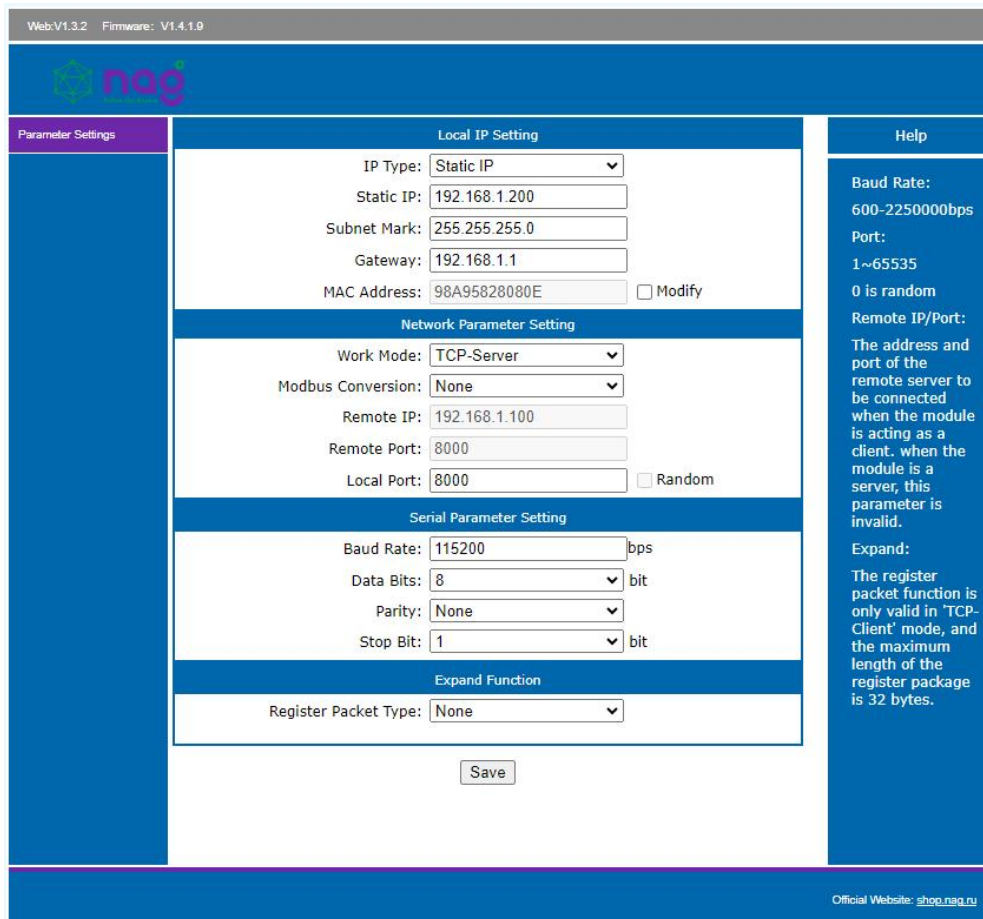 Web:V1.3.2 Firmware: V1.4.1.9
nag
Parameter Settings
Local IP Setting
IP Type: Static IP
Static IP: 192.168.1.200
Subnet Mark: 255.255.255.0
Gateway: 192.168.1.1
MAC Address: 98A95828080E Modify
Network Parameter Setting
Work Mode: TCP-Server
Modbus Conversion: None
Remote IP: 192.168.1.100
Remote Port: 8000
Local Port: 8000 Random
Serial Parameter Setting
Baud Rate: 115200 bps
Data Bits: 8 bit
Parity: None
Stop Bit: 1 bit
Expand Function
Register Packet Type: None
Save
Help
Baud Rate:
600-2250000bps
Port:
1~65535
0 is random
Remote IP/Port:
The address and
port of the
remote server to
be connected
when the module
is acting as a
client. when the
module is a
server, this
parameter is
invalid.
Expand:
The register
packet function is
only valid in 'TCP-
Client' mode, and
the maximum
length of the
register package
is 32 bytes.
Official Website: shop.nag.ru